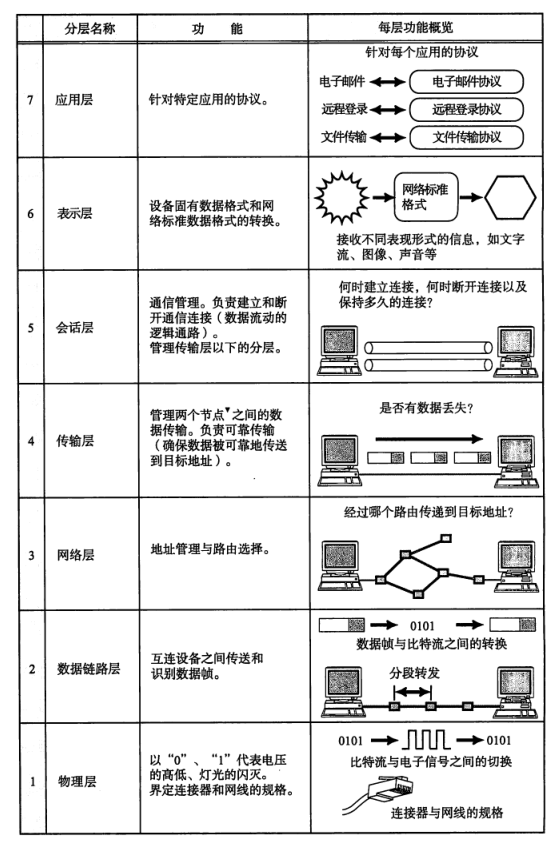 分层名称 功 能 每层功能概览
7 应用层 针对特定应用的协议。
针对每个应用的协议
电子邮件 电子邮件协议
远程登录 远程登录协议
文件传输 文件传输协议
6 表示层
设备固有数据格式和网
络标准数据格式的转换。
网络标准
格式
接收不同表现形式的信息，如文字
流、图像、声音等
5 会话层
通信管理。负责建立和断
开通信连接（数据流动的
逻辑通路）。
管理传输层以下的分层。
何时建立连接，何时断开连接以及
保持多久的连接？
4 传输层
管理两个节点▼之间的数
据传输。负责可靠传输
（确保数据被可靠地传送
到目标地址）。
是否有数据丢失？
3 网络层 地址管理与路由选择。
经过哪个路由传递到目标地址？
2 数据链路层
互连设备之间传送和
识别数据帧。
0101
数据帧与比特流之间的转换
分段转发
1 物理层
以“0”、“1”代表电压
的高低、灯光的闪灭。
界定连接器和网线的规格。
0101 0101
比特流与电子信号之间的切换
连接器与网线的规格